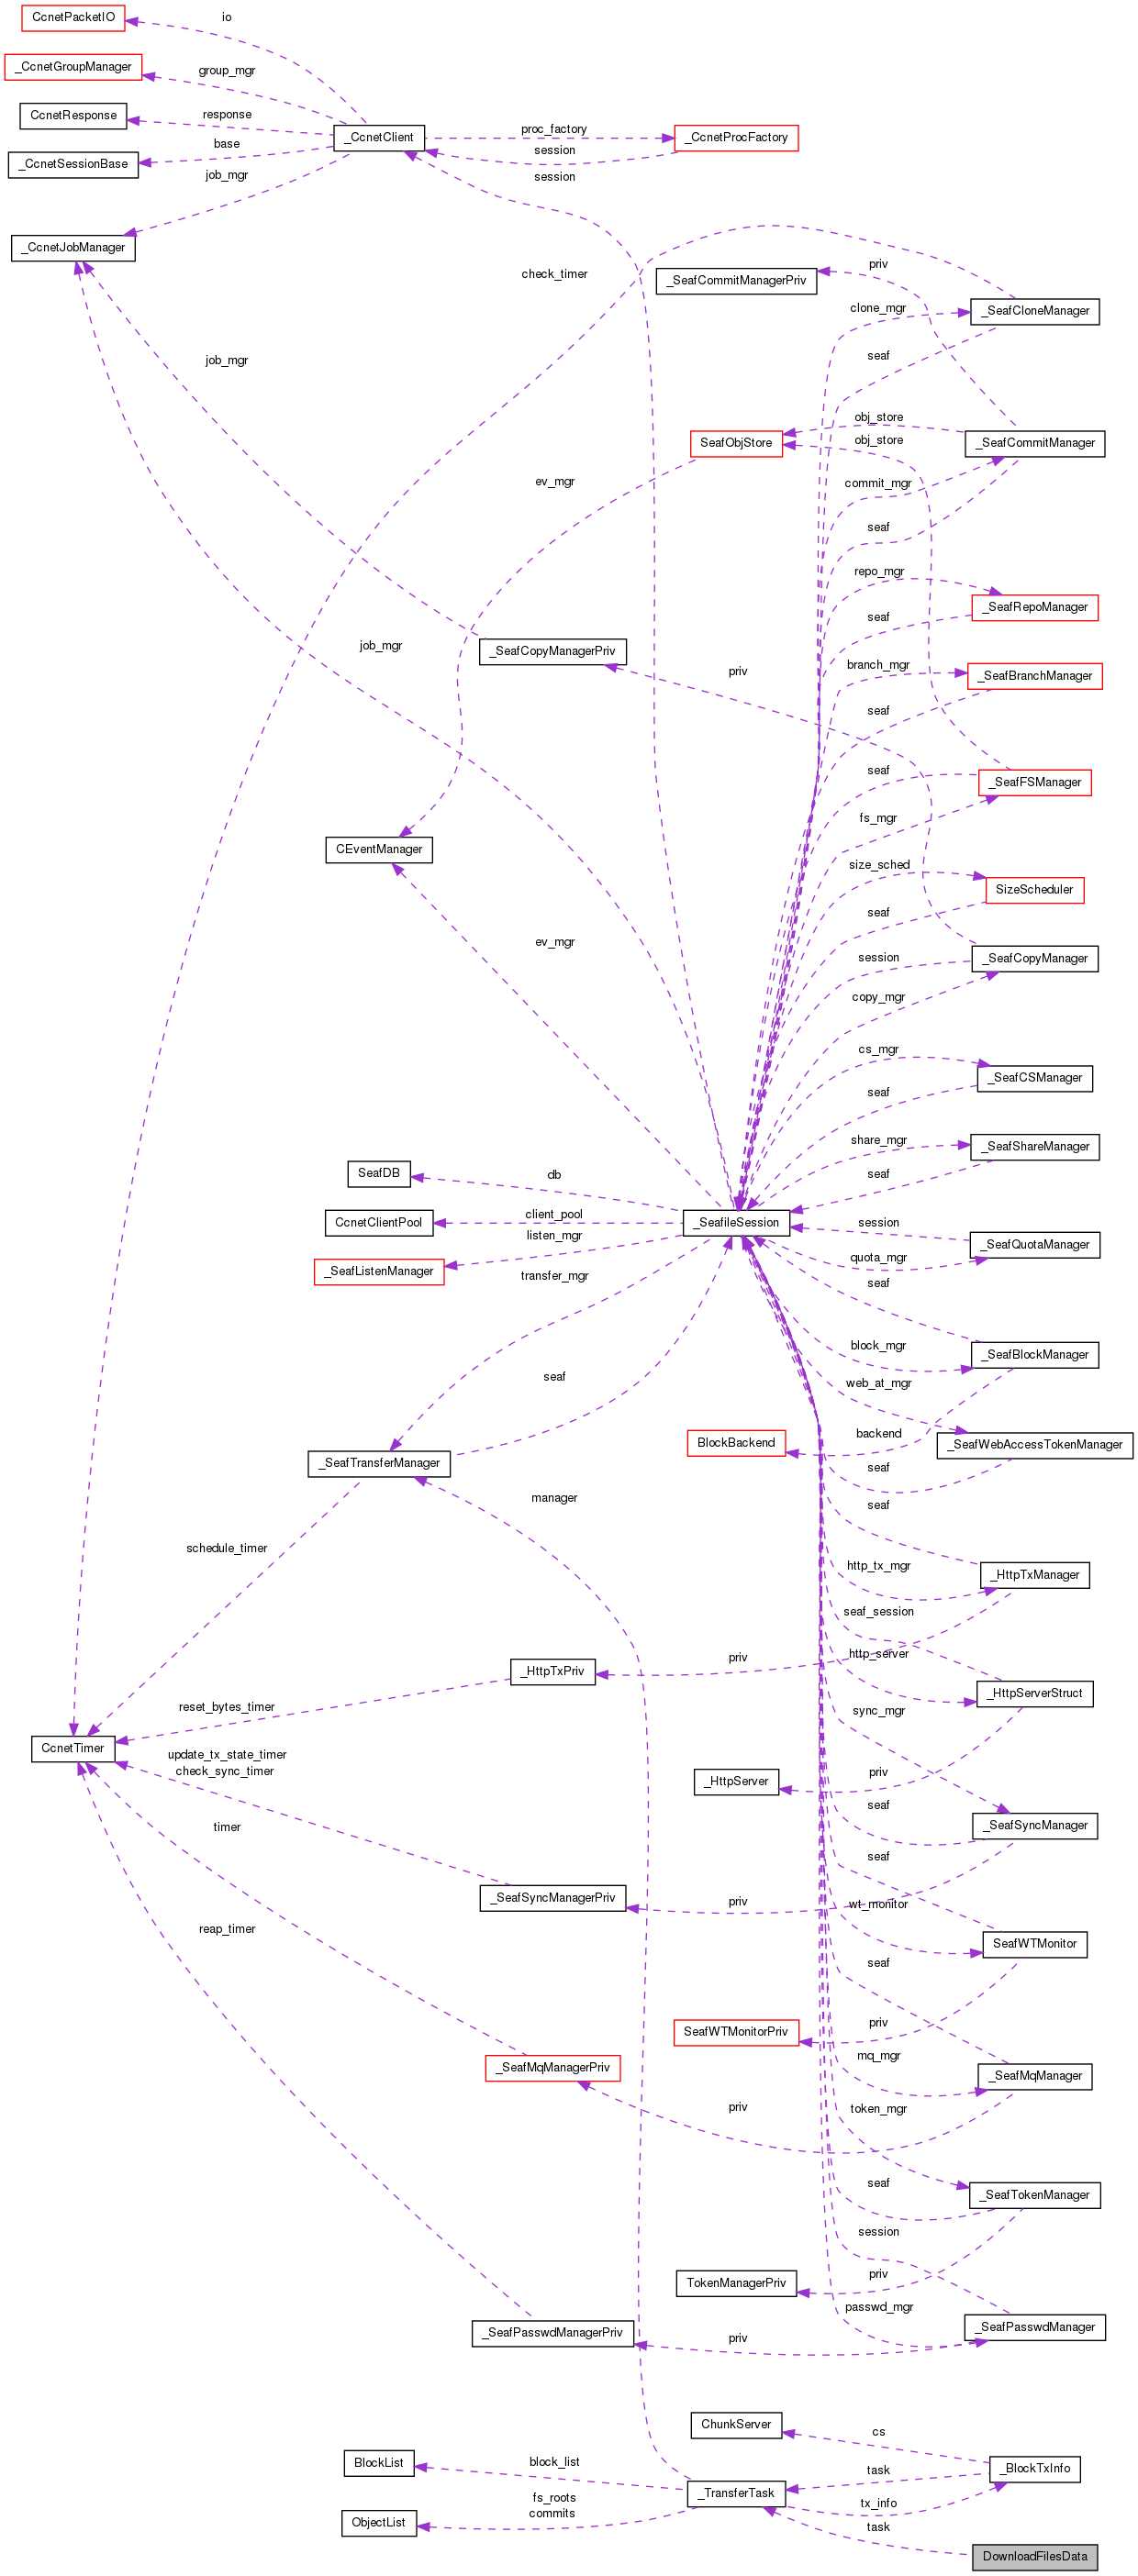 CcnetPacketIO
io
_CcnetGroupManager
group_mgr
CcnetResponse
response
_CcnetClient
proc_factory
_CcnetProcFactory
base
session
_CcnetSessionBase
job_mgr
session
_CcnetJobManager
check_timer
priv
_SeafCommitManagerPriv
clone_mgr
_SeafCloneManager
job_mgr
seaf
obj_store
SeafObjStore
obj_store
_SeafCommitManager
ev_mgr
commit_mgr
seaf
repo_mgr
_SeafRepoManager
seaf
job_mgr
_SeafCopyManagerPriv
priv
branch_mgr
_SeafBranchManager
seaf
seaf
_SeafFSManager
fs_mgr
CEventManager
size_sched
SizeScheduler
seaf
ev_mgr
session
_SeafCopyManager
copy_mgr
cs_mgr
_SeafCSManager
seaf
share_mgr
_SeafShareManager
SeafDB
db
seaf
CcnetClientPool
client_pool
_SeafileSession
session
listen_mgr
_SeafQuotaManager
_SeafListenManager
transfer_mgr
quota_mgr
seaf
block_mgr
_SeafBlockManager
seaf
web_at_mgr
backend
BlockBackend
_SeafWebAccessTokenManager
_SeafTransferManager
seaf
manager
seaf
schedule_timer
http_tx_mgr
_HttpTxManager
seaf_session
_HttpTxPriv
priv
http_server
_HttpServerStruct
reset_bytes_timer
sync_mgr
CcnetTimer
update_tx_state_timer
check_sync_timer
_HttpServer
priv
seaf
_SeafSyncManager
timer
seaf
_SeafSyncManagerPriv
priv
wt_monitor
reap_timer
SeafWTMonitor
seaf
SeafWTMonitorPriv
priv
mq_mgr
_SeafMqManagerPriv
_SeafMqManager
priv
token_mgr
seaf
_SeafTokenManager
session
TokenManagerPriv
priv
passwd_mgr
_SeafPasswdManagerPriv
priv
_SeafPasswdManager
ChunkServer
cs
BlockList
block_list
task
_BlockTxInfo
fs_roots
commits
_TransferTask
tx_info
ObjectList
task
DownloadFilesData